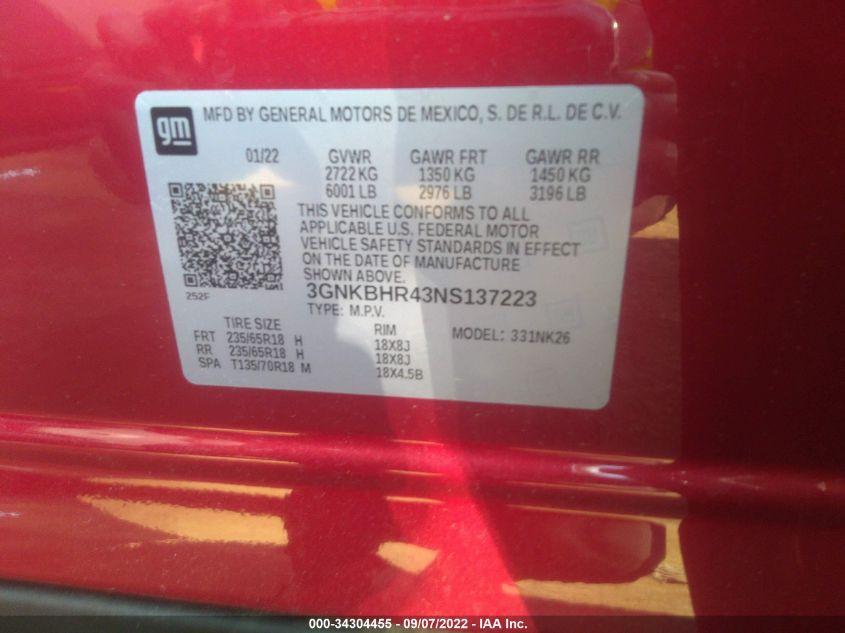 gm
MFD BY GENERAL MOTORS DE MEXICO, S. DE R.L. DE C.V.
01/22 GVWR GAWR FRT GAWR RR
2722 KG 1350 KG 1450 KG
6001 LB 2976 LB 3196 LB
THIS VEHICLE CONFORMS TO ALL
APPLICABLE U.S. FEDERAL MOTOR
VEHICLE SAFETY STANDARDS IN EFFECT
ON THE DATE OF MANUFACTURE
SHOWN ABOVE.
252F
3GNKBHR43NS137223
TYPE: M.P.V.
TIRE SIZE RIM MODEL: 331NK26
FRT 235/65R18 H 18X8J
RR 235/65R18 H 18X8J
SPA T135/70R18 M 18X4.5B
000-34304455 - 09/07/2022 - IAA Inc.